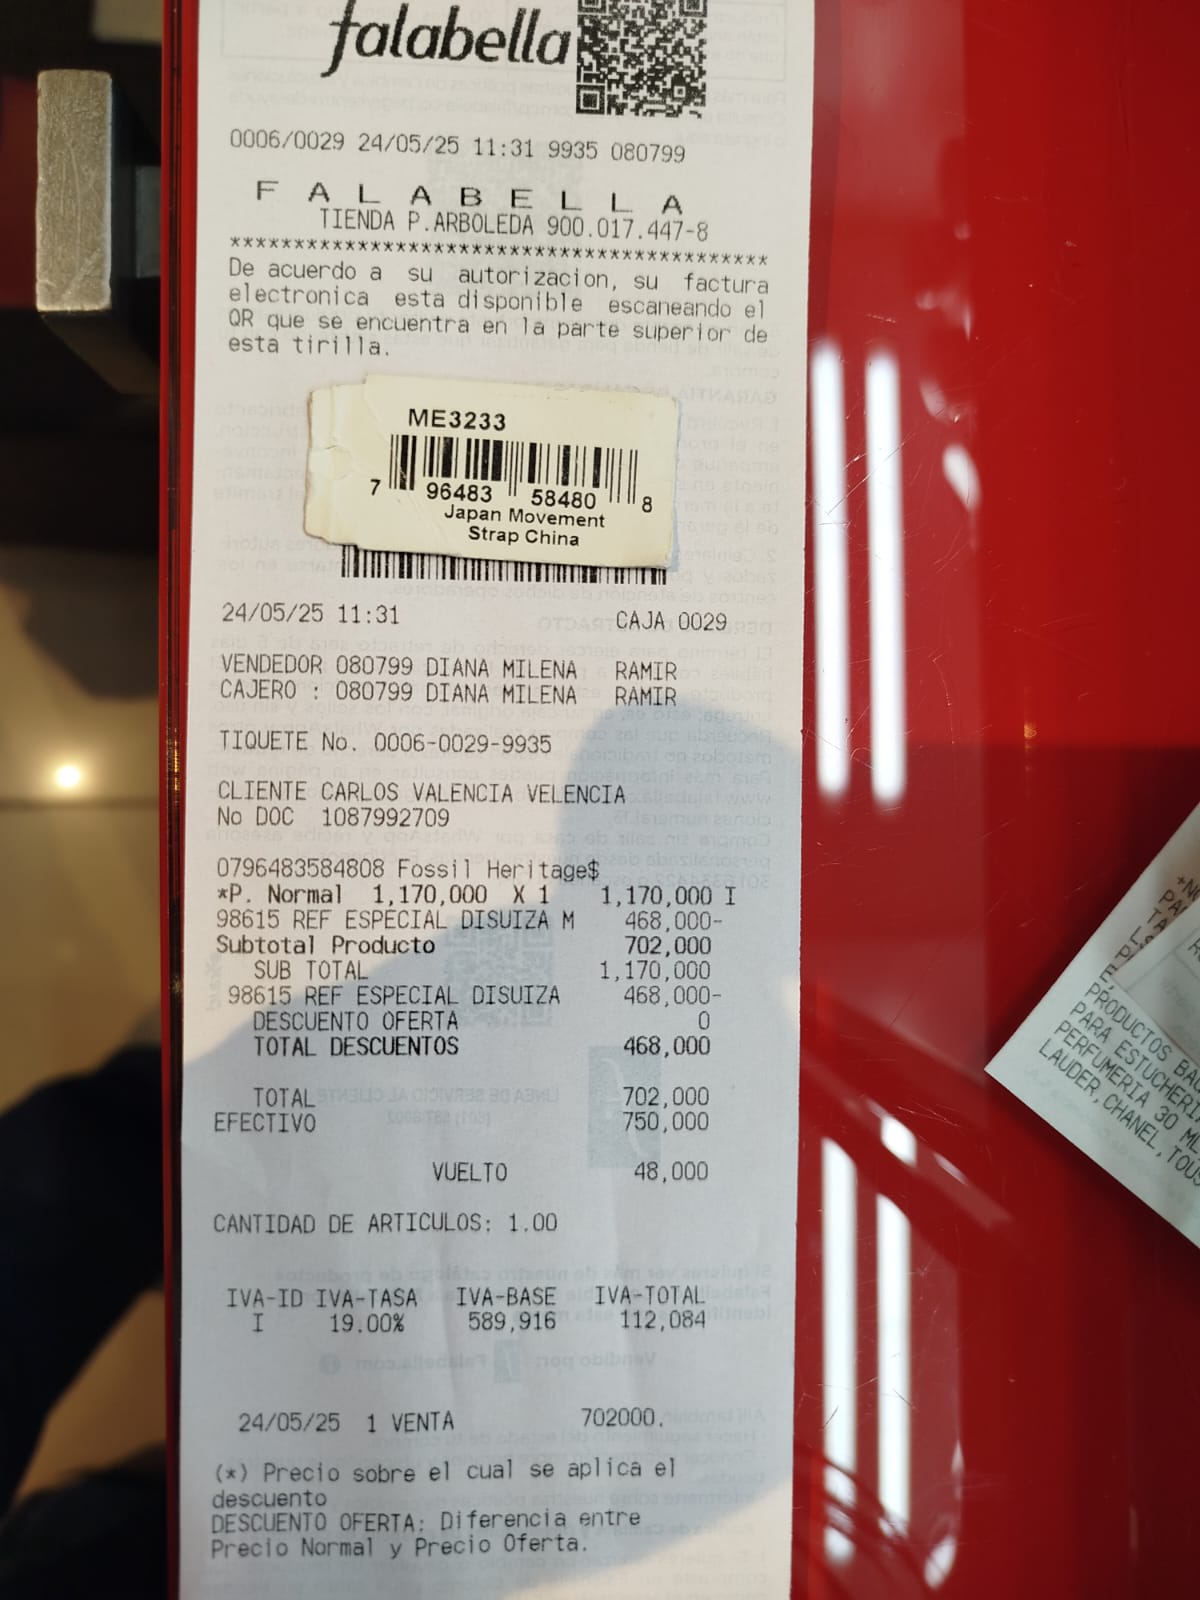 falabella
0006/0029 24/05/25 11:31 9935 080799
F A L A B E L L A
TIENDA P.ARBOLEDA 900.017.447-8
******************************************
De acuerdo a su autorizacion, su factura
electronica esta disponible escaneando el
QR que se encuentra en la parte superior de
esta tirilla.
ME3233
7 96483 58480 8
Japan Movement
Strap China
24/05/25 11:31 CAJA 0029
VENDEDOR 080799 DIANA MILENA RAMIR
CAJERO : 080799 DIANA MILENA RAMIR
TIQUETE No. 0006-0029-9935
CLIENTE CARLOS VALENCIA VELENCIA
No DOC 1087992709
0796483584808 Fossil Heritage$
*P. Normal 1,170,000 X 1 1,170,000 I
98615 REF ESPECIAL DISUIZA M 468,000-
Subtotal Producto 702,000
SUB TOTAL 1,170,000
98615 REF ESPECIAL DISUIZA 468,000-
DESCUENTO OFERTA 0
TOTAL DESCUENTOS 468,000
TOTAL 702,000
EFECTIVO 750,000
VUELTO 48,000
CANTIDAD DE ARTICULOS: 1.00
IVA-ID IVA-TASA IVA-BASE IVA-TOTAL
I 19.00% 589,916 112,084
24/05/25 1 VENTA 702000.
(*) Precio sobre el cual se aplica el
descuento
DESCUENTO OFERTA: Diferencia entre
Precio Normal y Precio Oferta.
PRODUCTOS
PARA ESTUCHERIA
PERFUMERIA 30 ML
LAUDER, CHANEL, TOUS